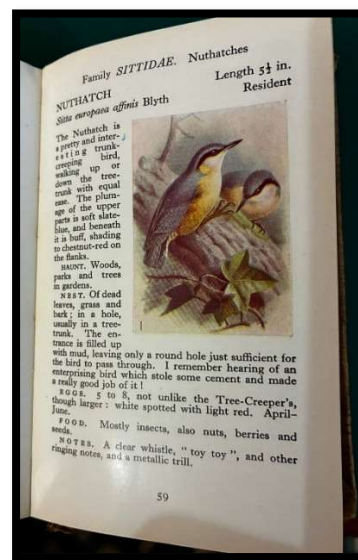 Family SITTIDAE. Nuthatches
NUTHATCH
Length 5½ in.
Sitta europaea affinis Blyth
Resident
The Nuthatch is
a pretty and inter-
esting trunk-
creeping bird,
walking up or
down the tree-
trunk with equal
ease. The plum-
age of the upper
parts is soft slate-
blue, and beneath
it is buff, shading
to chestnut-red on
the flanks.
HAUNT. Woods,
parks and trees
in gardens.
NEST. Of dead
leaves, grass and
bark; in a hole,
usually in a tree-
trunk. The en-
trance is filled up
with mud, leaving only a round hole just sufficient for
the bird to pass through. I remember hearing of an
enterprising bird which stole some cement and made
a really good job of it!
EGGS. 5 to 8, not unlike the Tree-Creeper's,
though larger: white spotted with light red. April-
June.
FOOD. Mostly insects, also nuts, berries and
seeds.
NOTES. A clear whistle, "toy toy", and other
ringing notes, and a metallic trill.
59